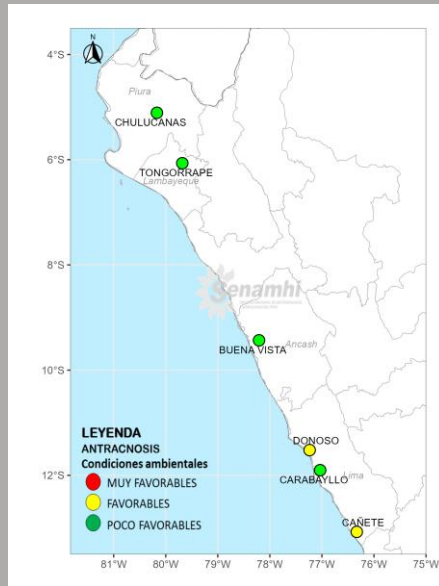 N
4°S
Piura
CHULUCANAS
6°S
TONGORRAPE
Lambayeque
8°S
Senamhi
BUENA VISTA
Ancash
10°S
LEYENDA
ANTRACNOSIS
Condiciones ambientales
MUY FAVORABLES
FAVORABLES
POCO FAVORABLES
DONOSO
12°S
CARABAYLLO
Lima
CAÑETE
81°W 80°W 79°W 78°W 77°W 76°W 75°W